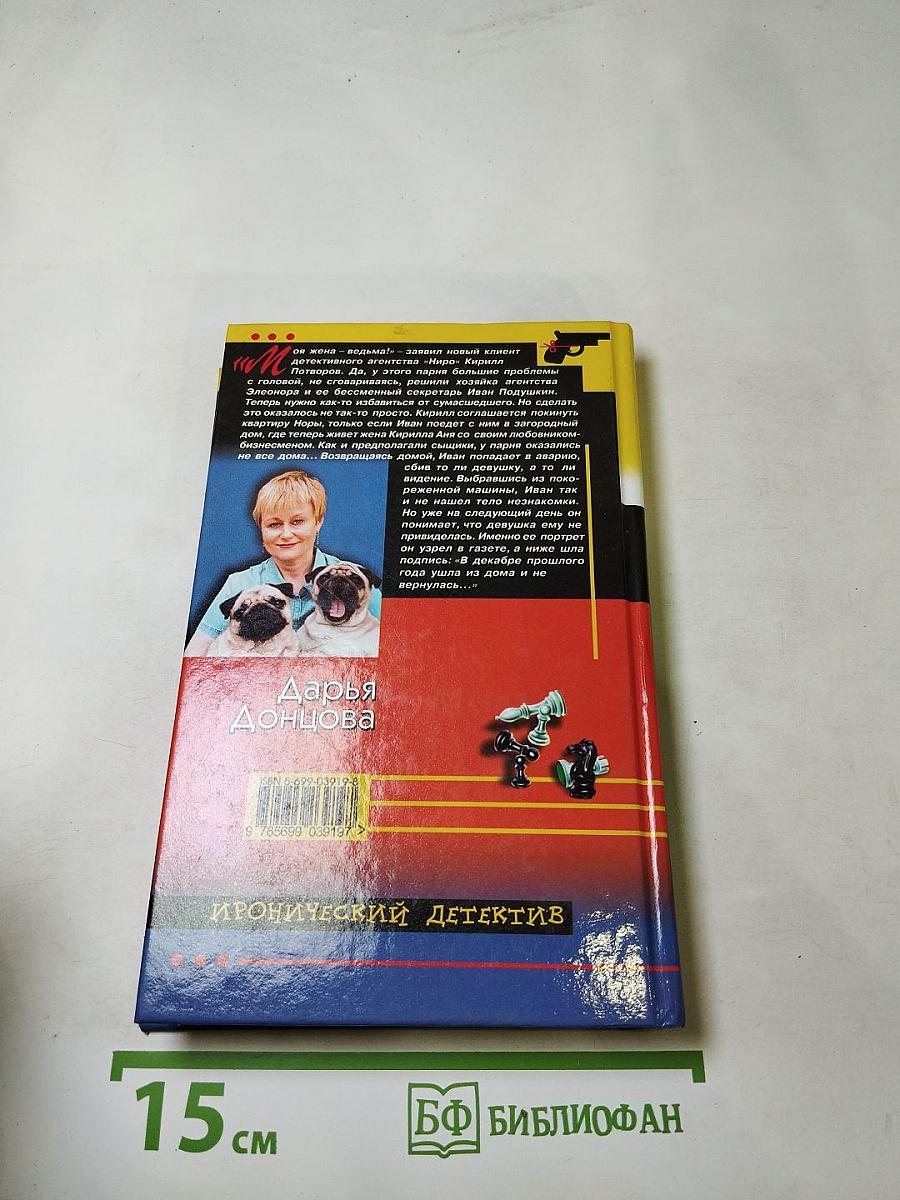 «Моя жена – ведьма!» – заявил новый клиент
детективного агентства «Ниро» Кирилл
Потворов. Да, у этого парня большие проблемы
с головой, не сговариваясь, решили хозяйка агентства
Элеонора и ее бессменный секретарь Иван Подушкин.
Теперь нужно как-то избавиться от сумасшедшего. Но сделать
это оказалось не так-то просто. Кирилл соглашается покинуть
квартиру Норы, только если Иван поедет с ним в загородный
дом, где теперь живет жена Кирилла Аня со своим любовником-
бизнесменом. Как и предполагали сыщики, у парня оказались
не все дома... Возвращаясь домой, Иван попадает в аварию,
сбив то ли девушку, а то ли
видение. Выбравшись из поко-
реженной машины, Иван так
и не нашел тело незнакомки.
Но уже на следующий день он
понимает, что девушка ему не
привиделась. Именно ее портрет
он узрел в газете, а ниже шла
подпись: «В декабре прошлого
года ушла из дома и не
вернулась...»
Дарья
Донцова
ISBN 5-699-03919-8
9 785699 039197 >
ИРОНИЧЕСКИЙ ДЕТЕКТИВ
15 см
БФ БИБЛИОФАН